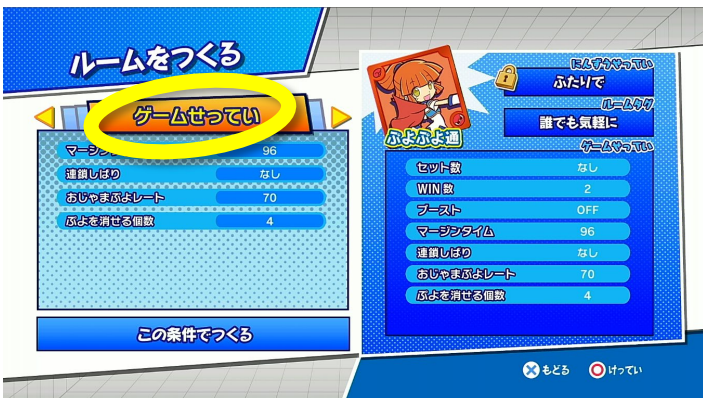 ルームをつくる
ゲームせってい
マージン
96
連鎖しばり
なし
おじゃまぷよレート
70
ぷよを消せる個数
4
この条件でつくる
ぷよぷよ通
にんずうせってい
ふたりで
ルームタグ
誰でも気軽に
ゲームせってい
セット数
なし
WIN数
2
ブースト
OFF
マージンタイム
96
連鎖しばり
なし
おじゃまぷよレート
70
ぷよを消せる個数
4
もどる
けってい